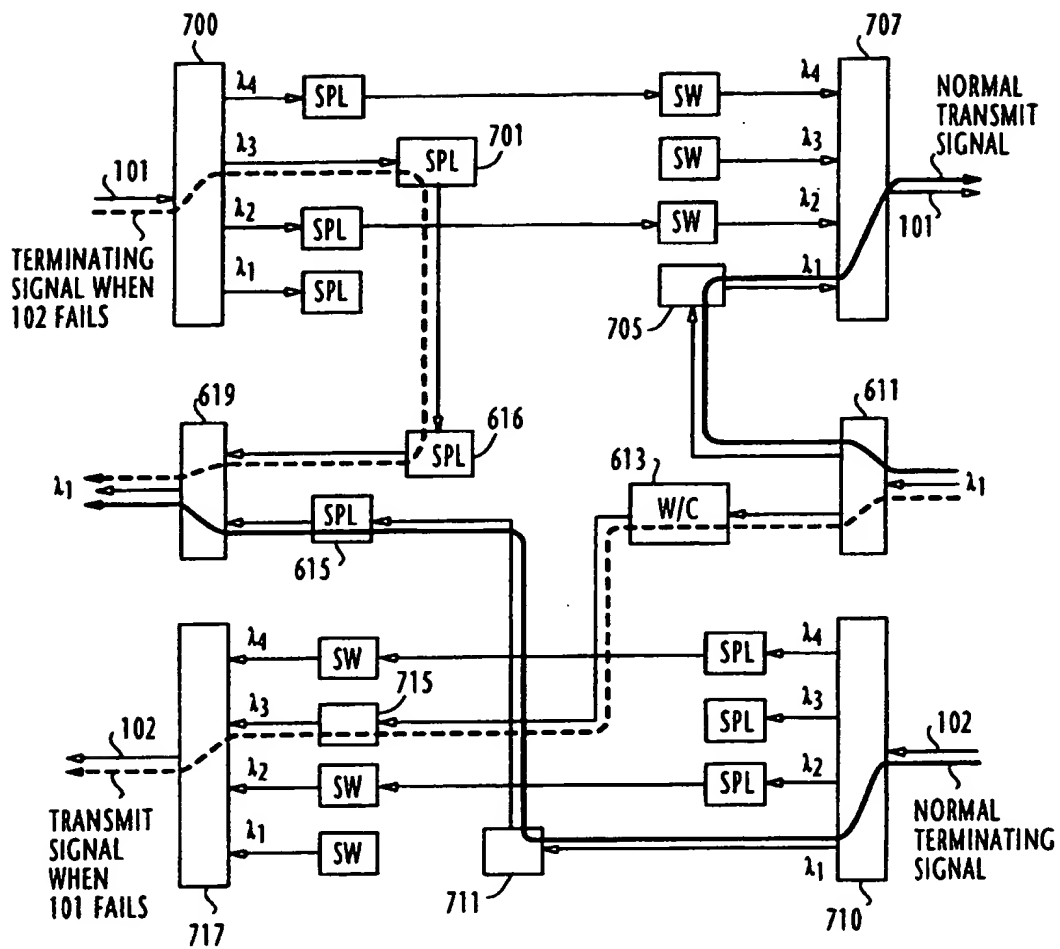 700
707
λ4
SPL
SW
λ4
NORMAL
TRANSMIT
SIGNAL
λ3
SPL
701
SW
λ3
101
λ2
SPL
SW
λ2
101
TERMINATING
SIGNAL WHEN
102 FAILS
λ1
SPL
λ1
705
619
611
SPL
616
613
λ1
W/C
λ1
SPL
615
λ4
SW
SPL
λ4
715
λ3
SPL
λ3
102
102
λ2
SW
SPL
λ2
TRANSMIT
SIGNAL
WHEN
101 FAILS
λ1
SW
NORMAL
TERMINATING
SIGNAL
λ1
711
717
710